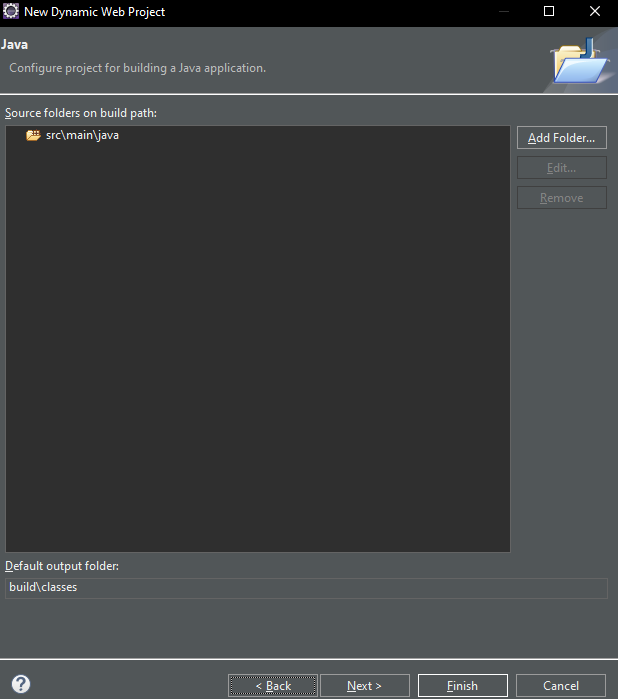 New Dynamic Web Project
Java
Configure project for building a Java application.
Source folders on build path:
src\main\java
Add Folder...
Edit...
Remove
Default output folder:
build\classes
?
< Back
Next >
Finish
Cancel